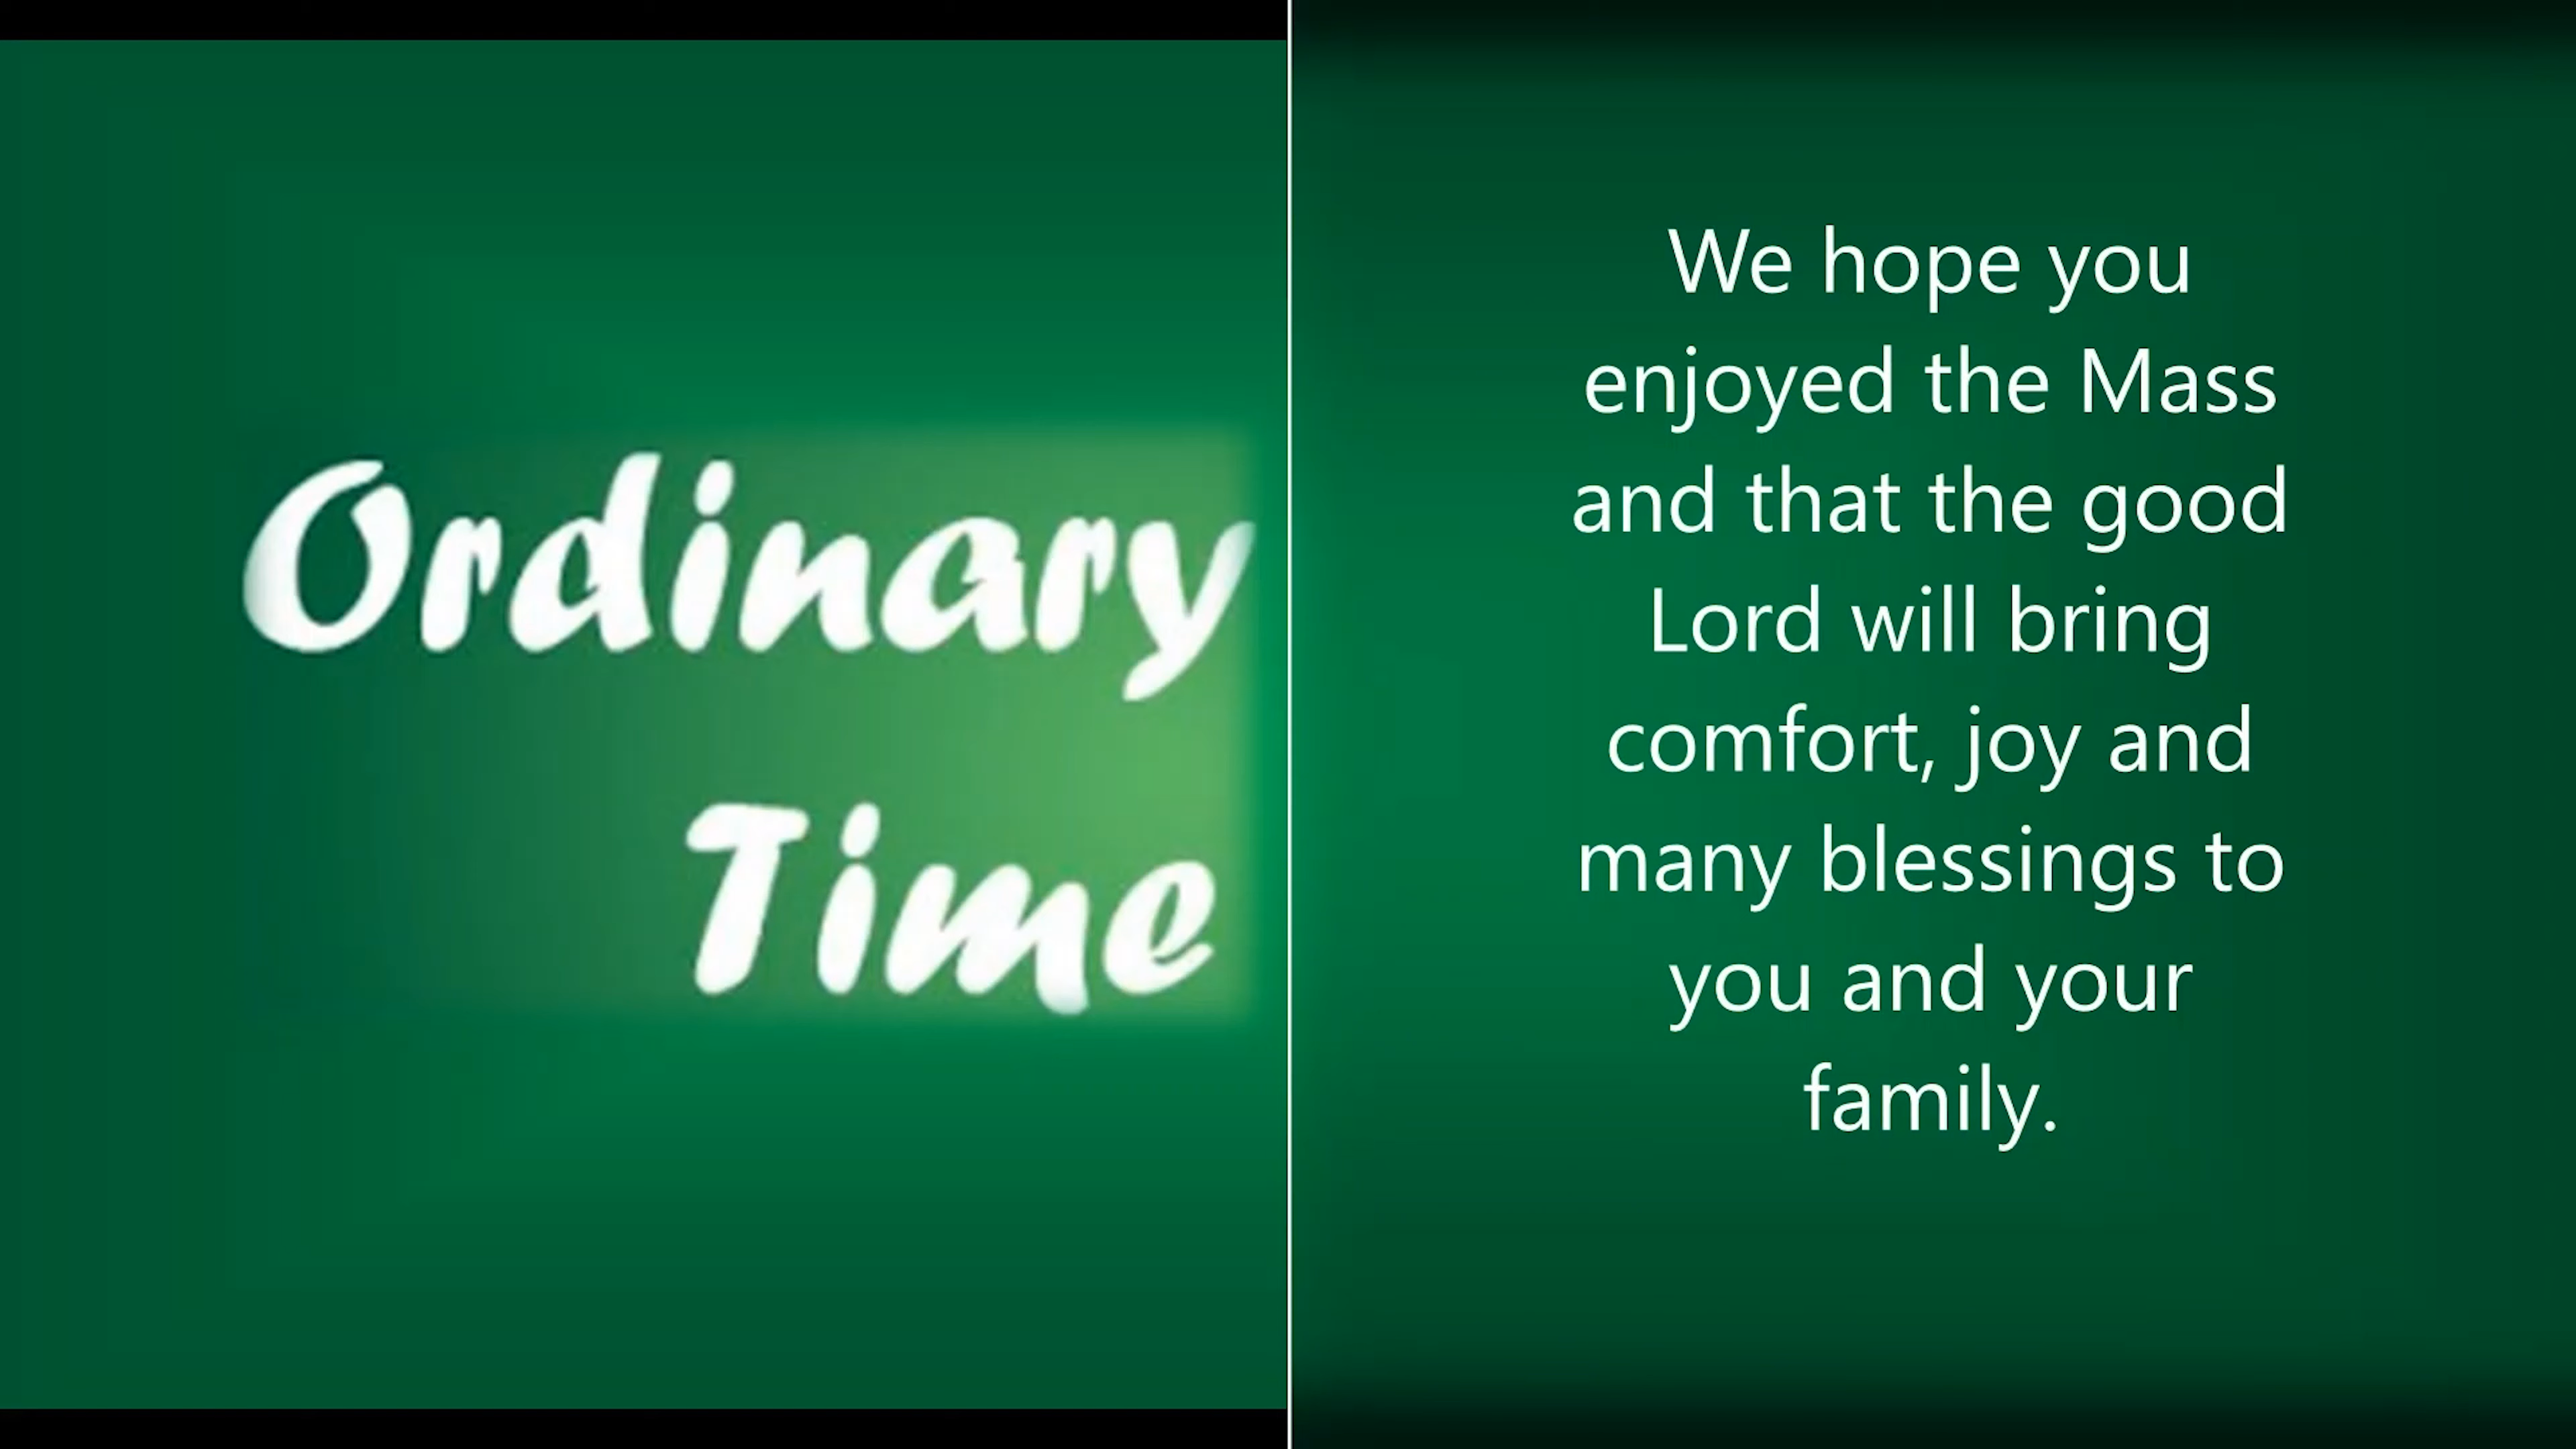 Ordinary
Time
We hope you
enjoyed the Mass
and that the good
Lord will bring
comfort, joy and
many blessings to
you and your
family.